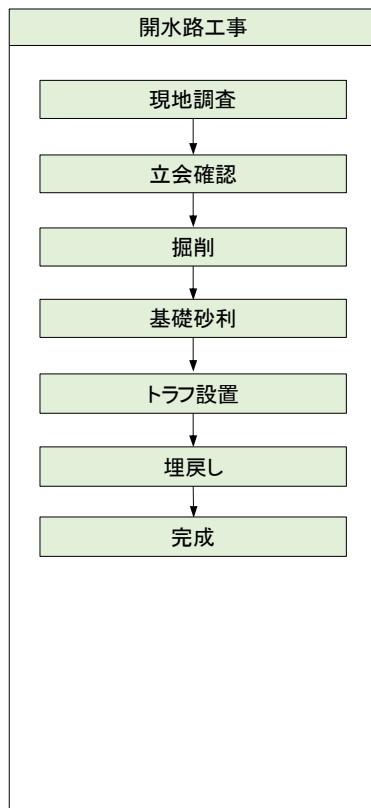 開水路工事
現地調査
立会確認
掘削
基礎砂利
トラフ設置
埋戻し
完成